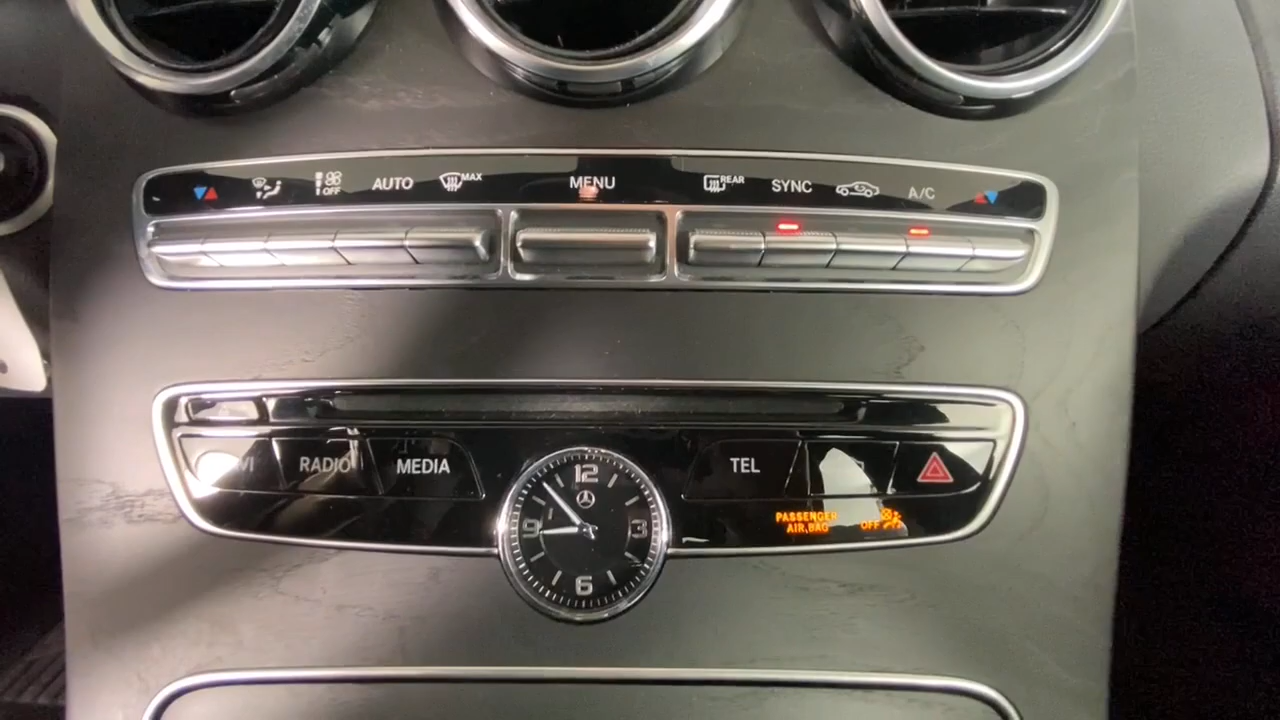 OFF
AUTO
MAX
MENU
REAR
SYNC
A/C
RADIO
MEDIA
TEL
12
9
3
6
PASSENGER
AIR BAG
OFF